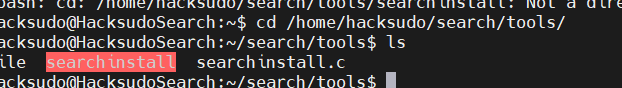 bash: cd: /home/hacksudo/search/tools/searchinstall: Not a dire
acksudo@HacksudoSearch:~$ cd /home/hacksudo/search/tools/
acksudo@HacksudoSearch:~/search/tools$ ls
ile searchinstall searchinstall.c
acksudo@HacksudoSearch:~/search/tools$